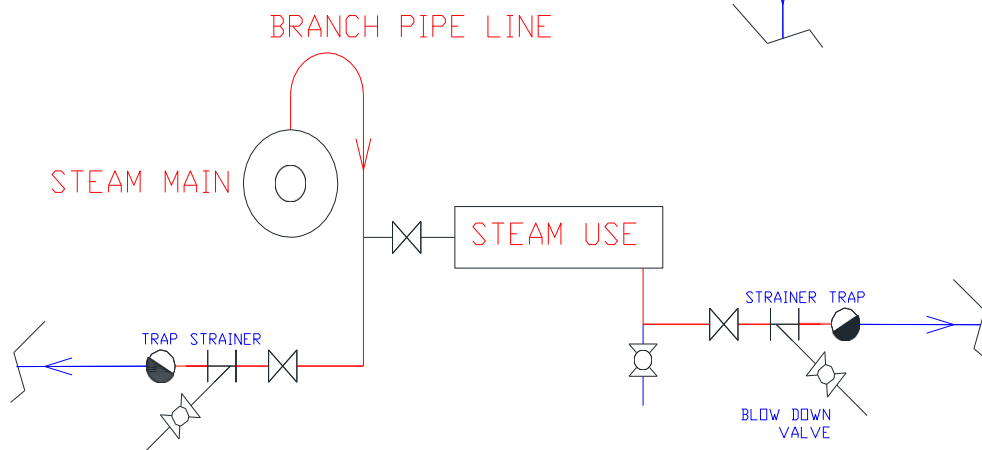 BRANCH PIPE LINE
STEAM MAIN
STEAM USE
STRAINER TRAP
TRAP STRAINER
BLOW DOWN
VALVE